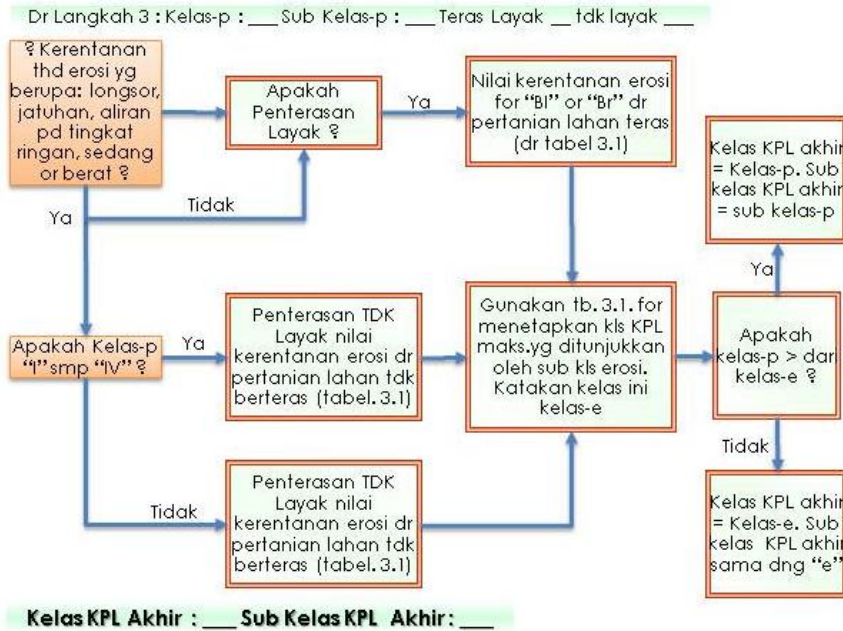 Dr Langkah 3 : Kelas-p : ___ Sub Kelas-p : ___ Teras Layak __ tdk layak ___
? Kerentanan
thd erosi yg
berupa: longsor,
jatuhan, aliran
pd tingkat
ringan, sedang
or berat ?
Apakah
Penterasan
Layak ?
Ya
Nilai kerentanan erosi
for “Bl” or “Br” dr
pertanian lahan teras
(dr tabel 3.1)
Kelas KPL akhir
= Kelas-p. Sub
kelas KPL akhir
= sub kelas-p
Ya
Tidak
Ya
Apakah Kelas-p
“I” smp “IV” ?
Ya
Penterasan TDK
Layak nilai
kerentanan erosi dr
pertanian lahan tdk
berteras (tabel. 3.1)
Gunakan tb. 3.1. for
menetapkan kls KPL
maks.yg ditunjukkan
oleh sub kls erosi.
Katakan kelas ini
kelas-e
Apakah
kelas-p > dari
kelas-e ?
Tidak
Tidak
Penterasan TDK
Layak nilai
kerentanan erosi dr
pertanian lahan tdk
berteras (tabel. 3.1)
Kelas KPL akhir
= Kelas-e. Sub
kelas KPL akhir
sama dng “e”
Kelas KPL Akhir : ___ Sub Kelas KPL Akhir: ___